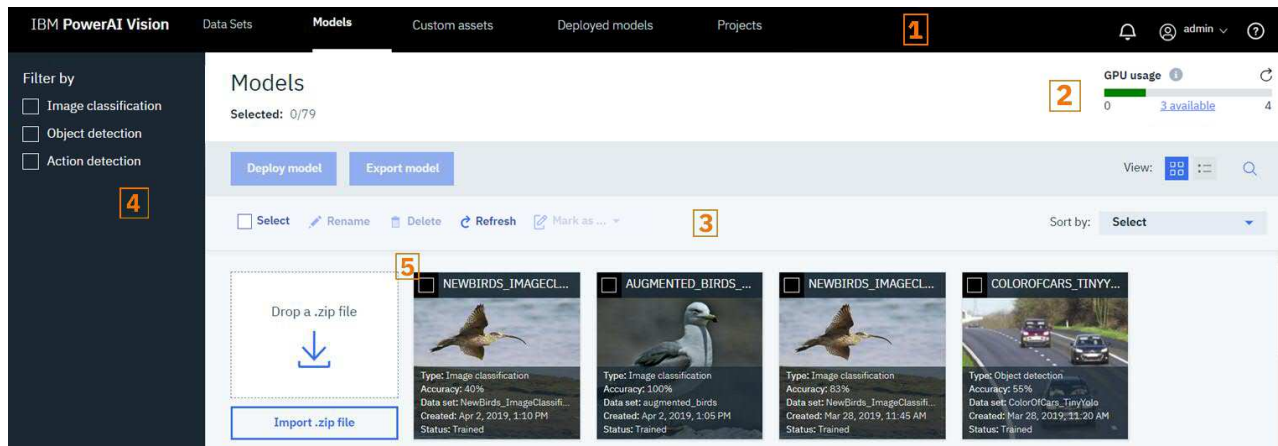 IBM PowerAI Vision Data Sets Models Custom assets Deployed models Projects 1 admin ?
Filter by
Image classification
Object detection
Action detection
4
Models
Selected: 0/79
2
GPU usage i
0 3 available 4
Deploy model Export model View:
Select Rename Delete Refresh Mark as ... 3 Sort by: Select
5
Drop a .zip file
Import .zip file
NEWBIRDS_IMAGECL...
Type: Image classification
Accuracy: 40%
Data set: NewBirds_ImageClassifi...
Created: Apr 2, 2019, 1:10 PM
Status: Trained
AUGMENTED_BIRDS_...
Type: Image classification
Accuracy: 100%
Data set: augmented_birds
Created: Apr 2, 2019, 1:05 PM
Status: Trained
NEWBIRDS_IMAGECL...
Type: Image classification
Accuracy: 83%
Data set: NewBirds_ImageClassifi...
Created: Mar 28, 2019, 11:45 AM
Status: Trained
COLOROFCARS_TINYY...
Type: Object detection
Accuracy: 55%
Data set: ColorOfCars_TinyYolo
Created: Mar 28, 2019, 11:20 AM
Status: Trained